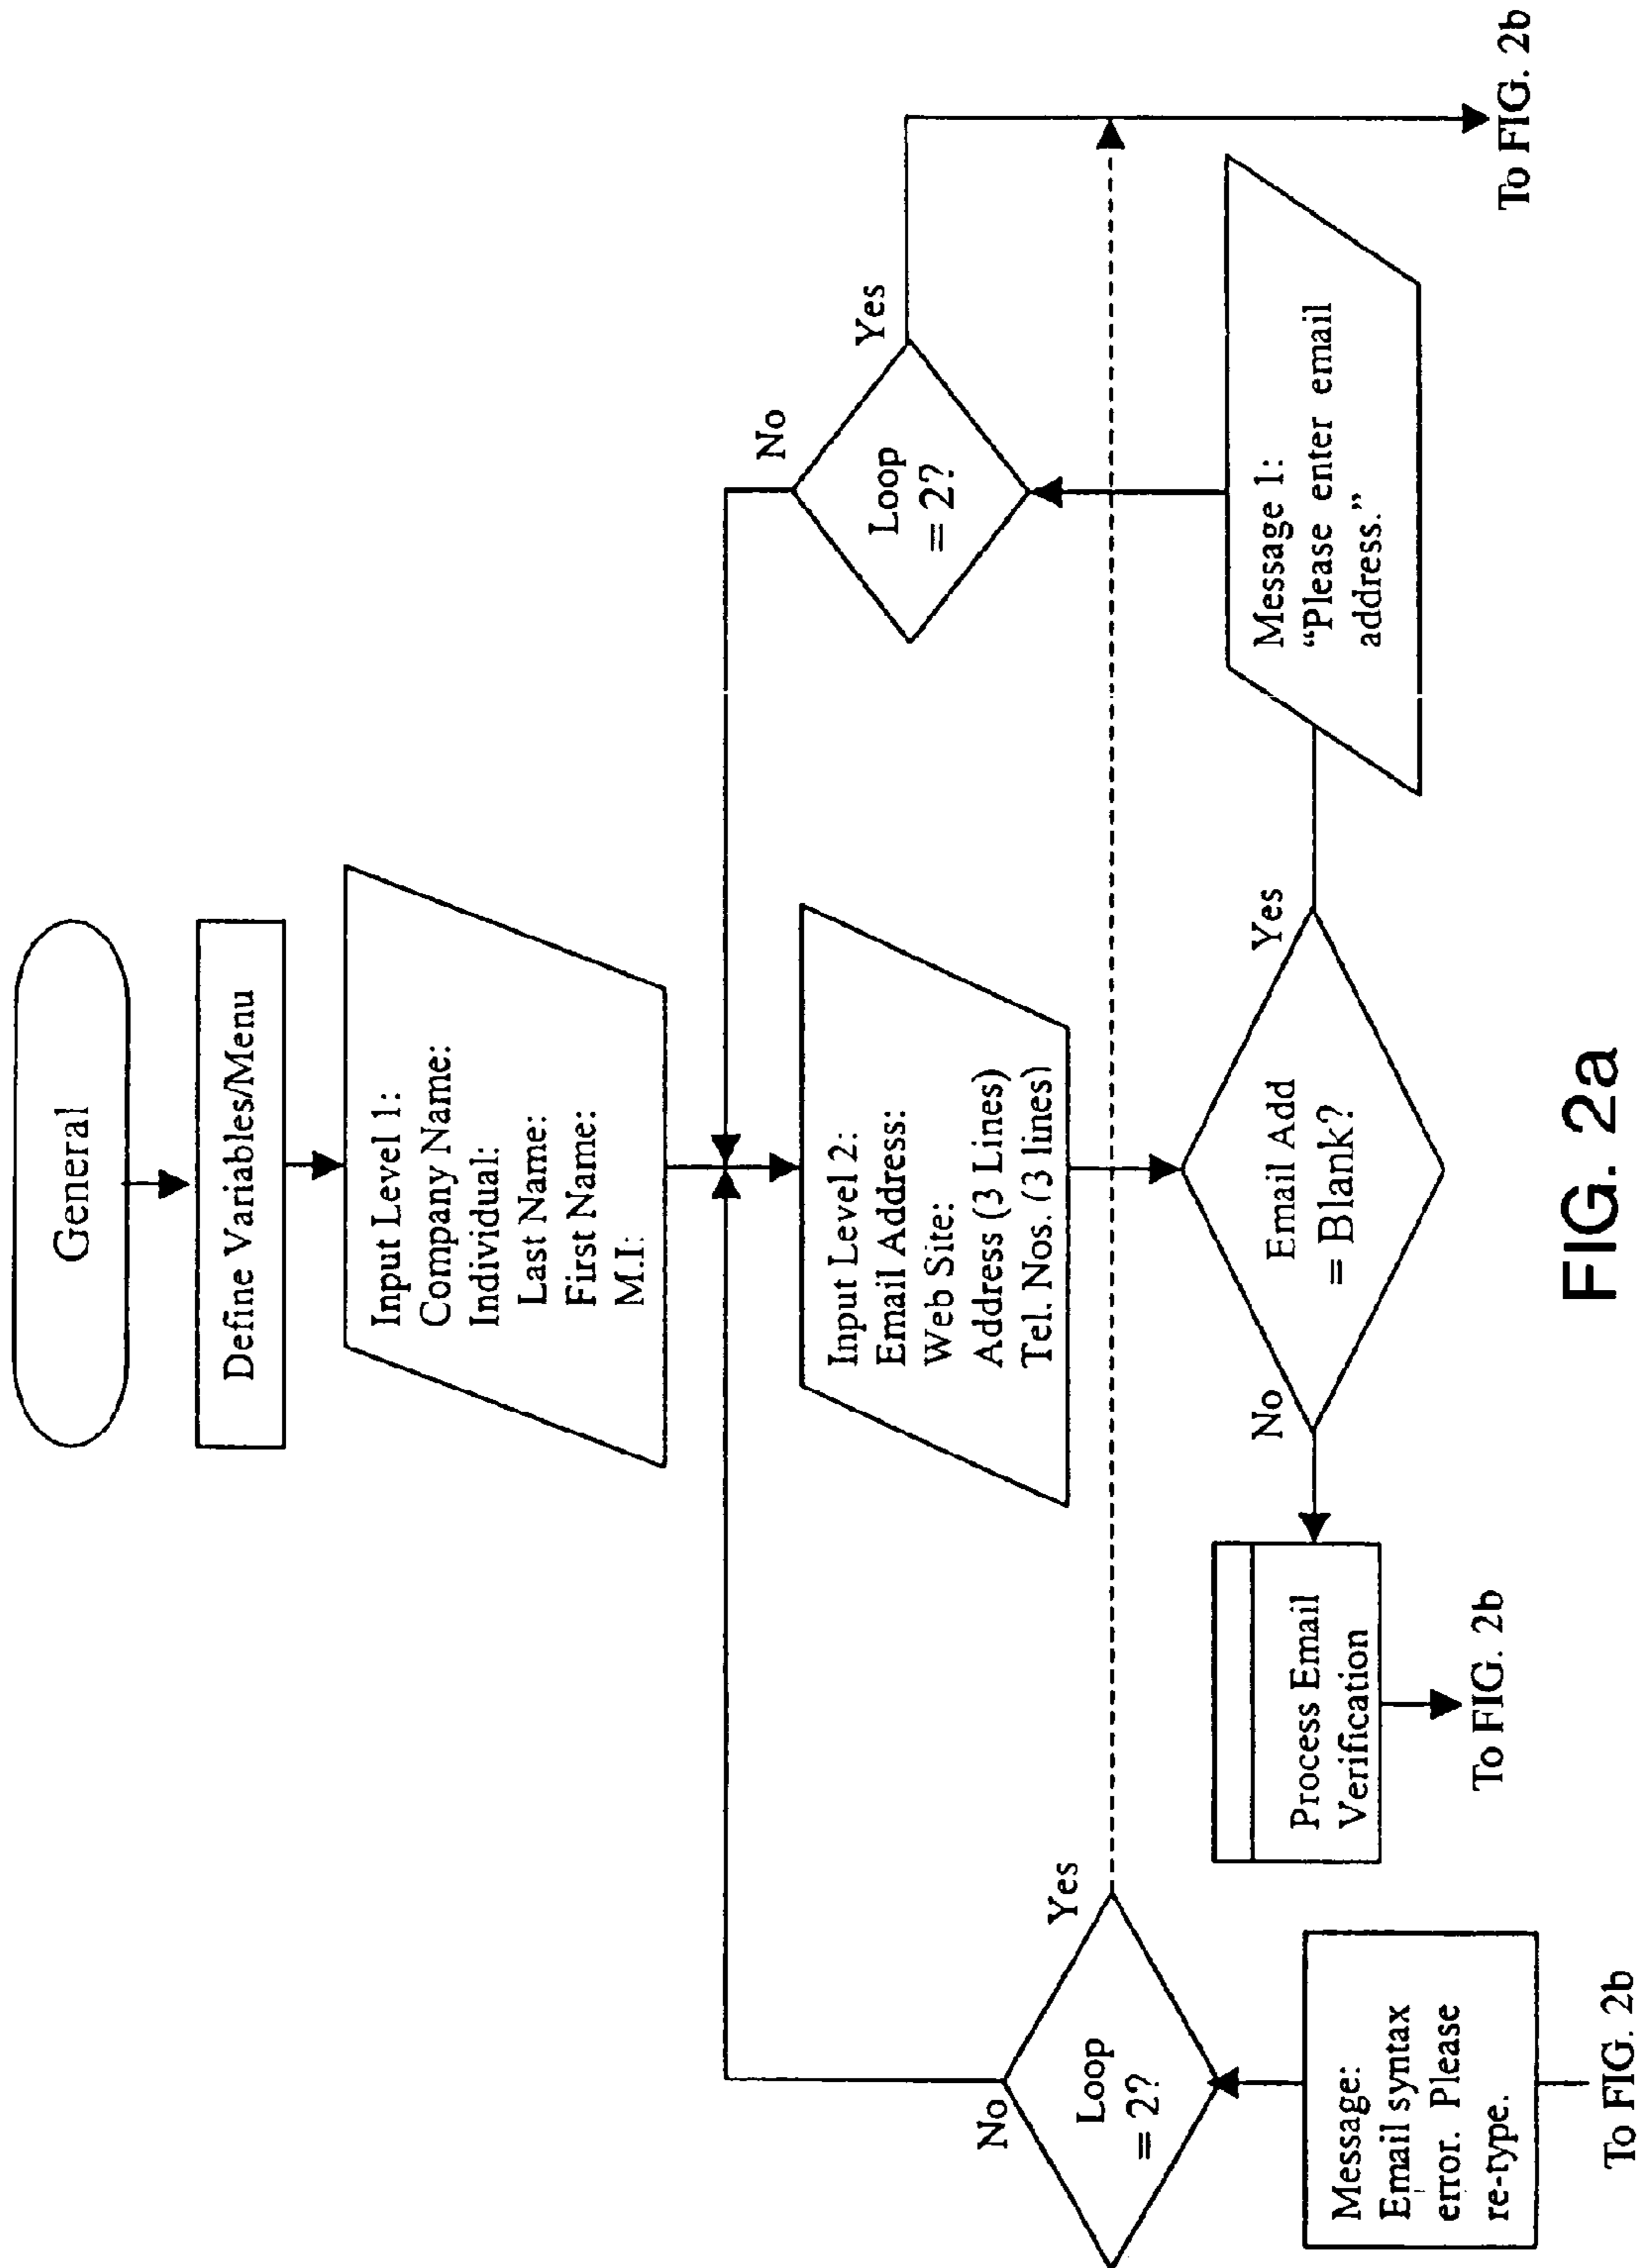 General
Define Variables/Menu
Input Level 1:
Company Name:
Individual:
Last Name:
First Name:
M.I:
Input Level 2:
Email Address:
Web Site:
Address (3 Lines)
Tel. Nos. (3 lines)
No
Loop
= 2?
Yes
No
Loop
= 2?
Yes
No
Email Add
= Blank?
Yes
Message 1:
“Please enter email
address.”
Process Email
Verification
Message:
Email syntax
error. Please
re-type.
To FIG. 2b
To FIG. 2b
To FIG. 2b
FIG. 2a